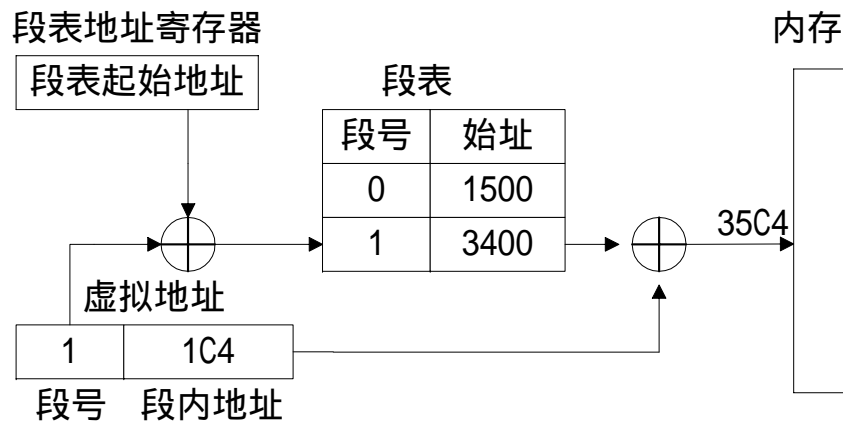 段表地址寄存器
内存
段表起始地址
段表
段号 始址
0 1500
1 3400
35C4
虚拟地址
1 1C4
段号 段内地址